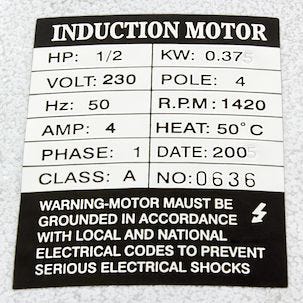 INDUCTION MOTOR
HP: 1/2 KW: 0.375
VOLT: 230 POLE: 4
Hz: 50 R.P.M: 1420
AMP: 4 HEAT: 50°C
PHASE: 1 DATE: 2005
CLASS: A NO: 0636
WARNING-MOTOR MAUST BE
GROUNDED IN ACCORDANCE
WITH LOCAL AND NATIONAL
ELECTRICAL CODES TO PREVENT
SERIOUS ELECTRICAL SHOCKS